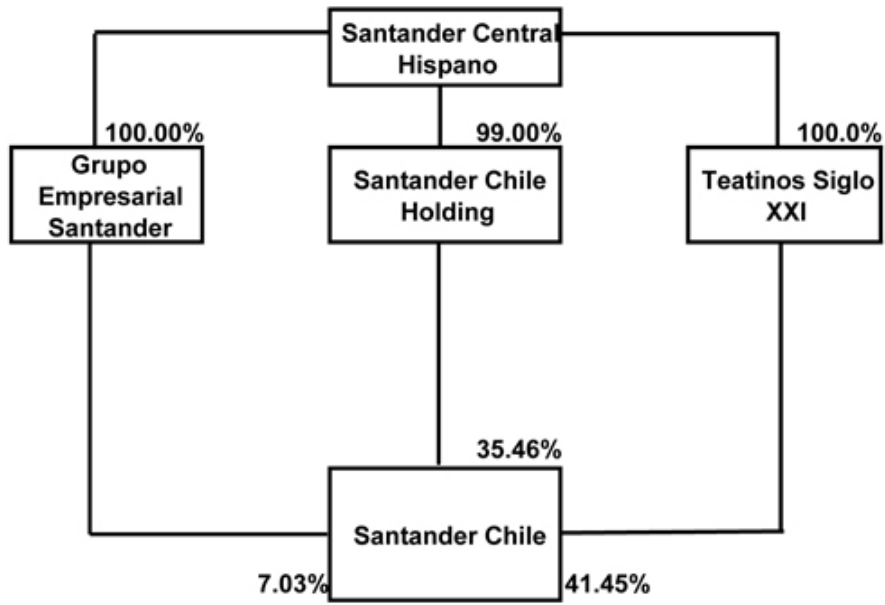 Santander Central
Hispano
100.00%
99.00%
100.0%
Grupo
Empresarial
Santander
Santander Chile
Holding
Teatinos Siglo
XXI
35.46%
Santander Chile
7.03%
41.45%